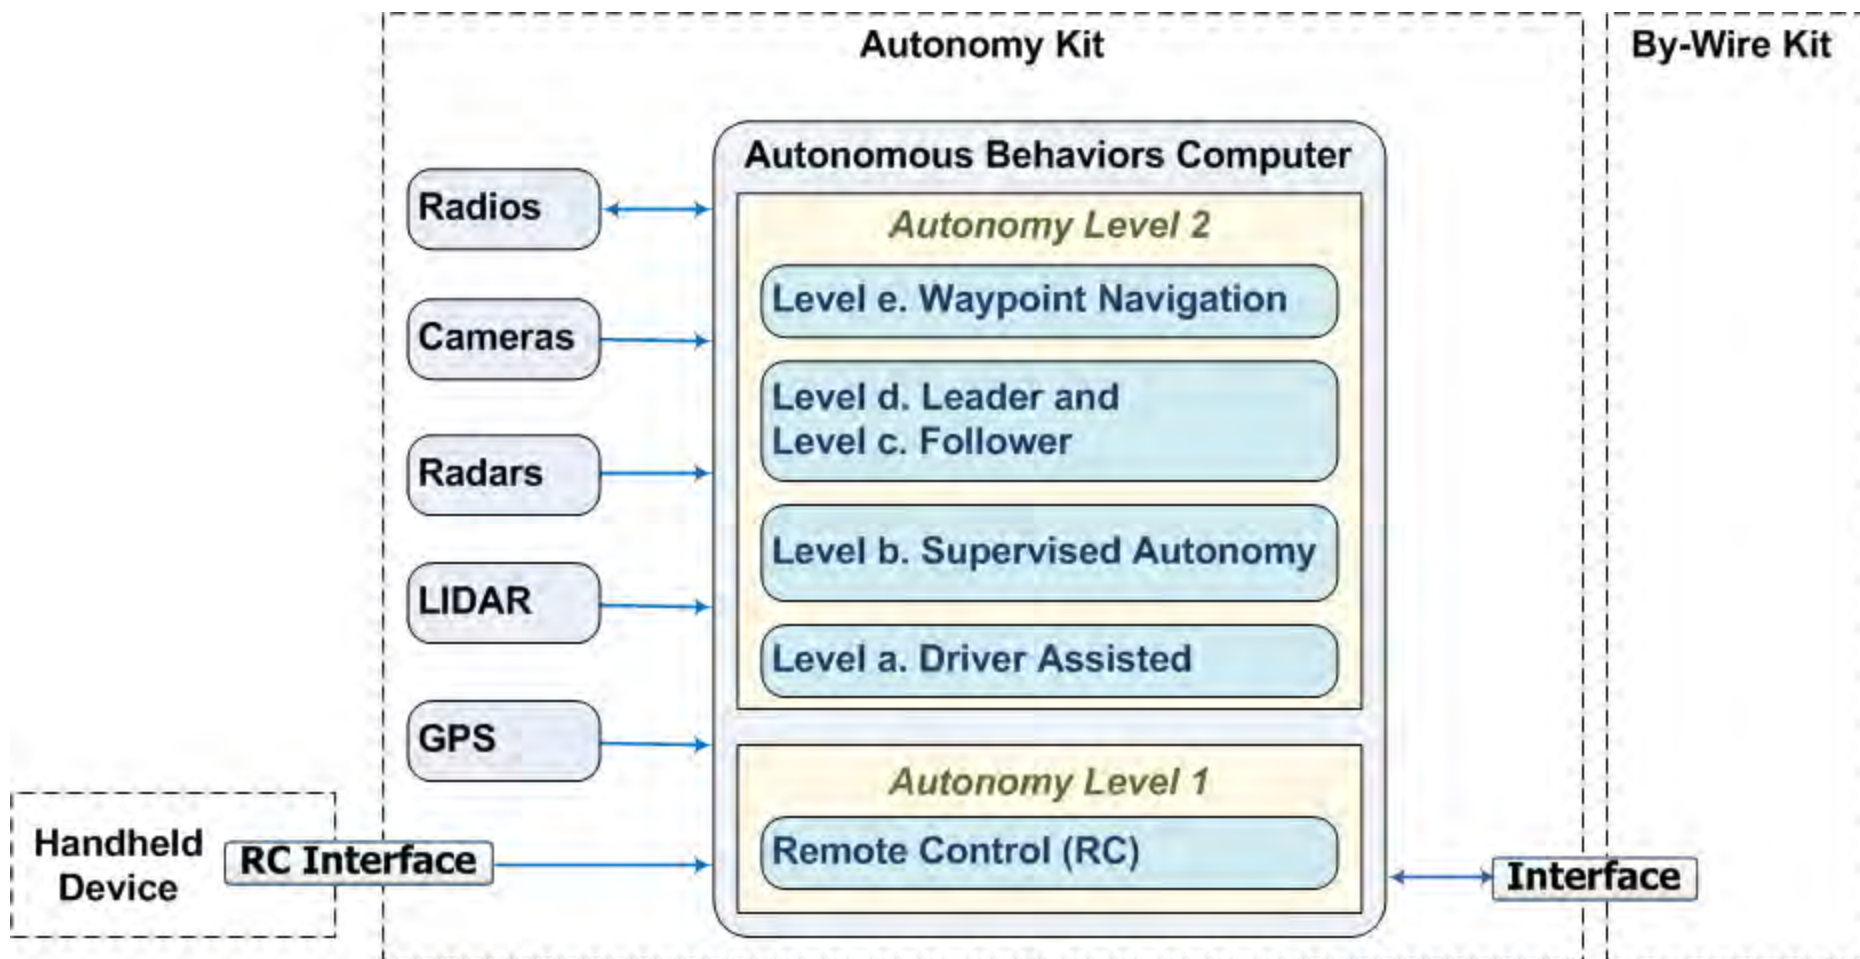 Autonomy Kit
By-Wire Kit
Autonomous Behaviors Computer
Radios
Autonomy Level 2
Level e. Waypoint Navigation
Cameras
Level d. Leader and
Level c. Follower
Radars
Level b. Supervised Autonomy
LIDAR
Level a. Driver Assisted
GPS
Autonomy Level 1
Handheld
Device
RC Interface
Remote Control (RC)
Interface